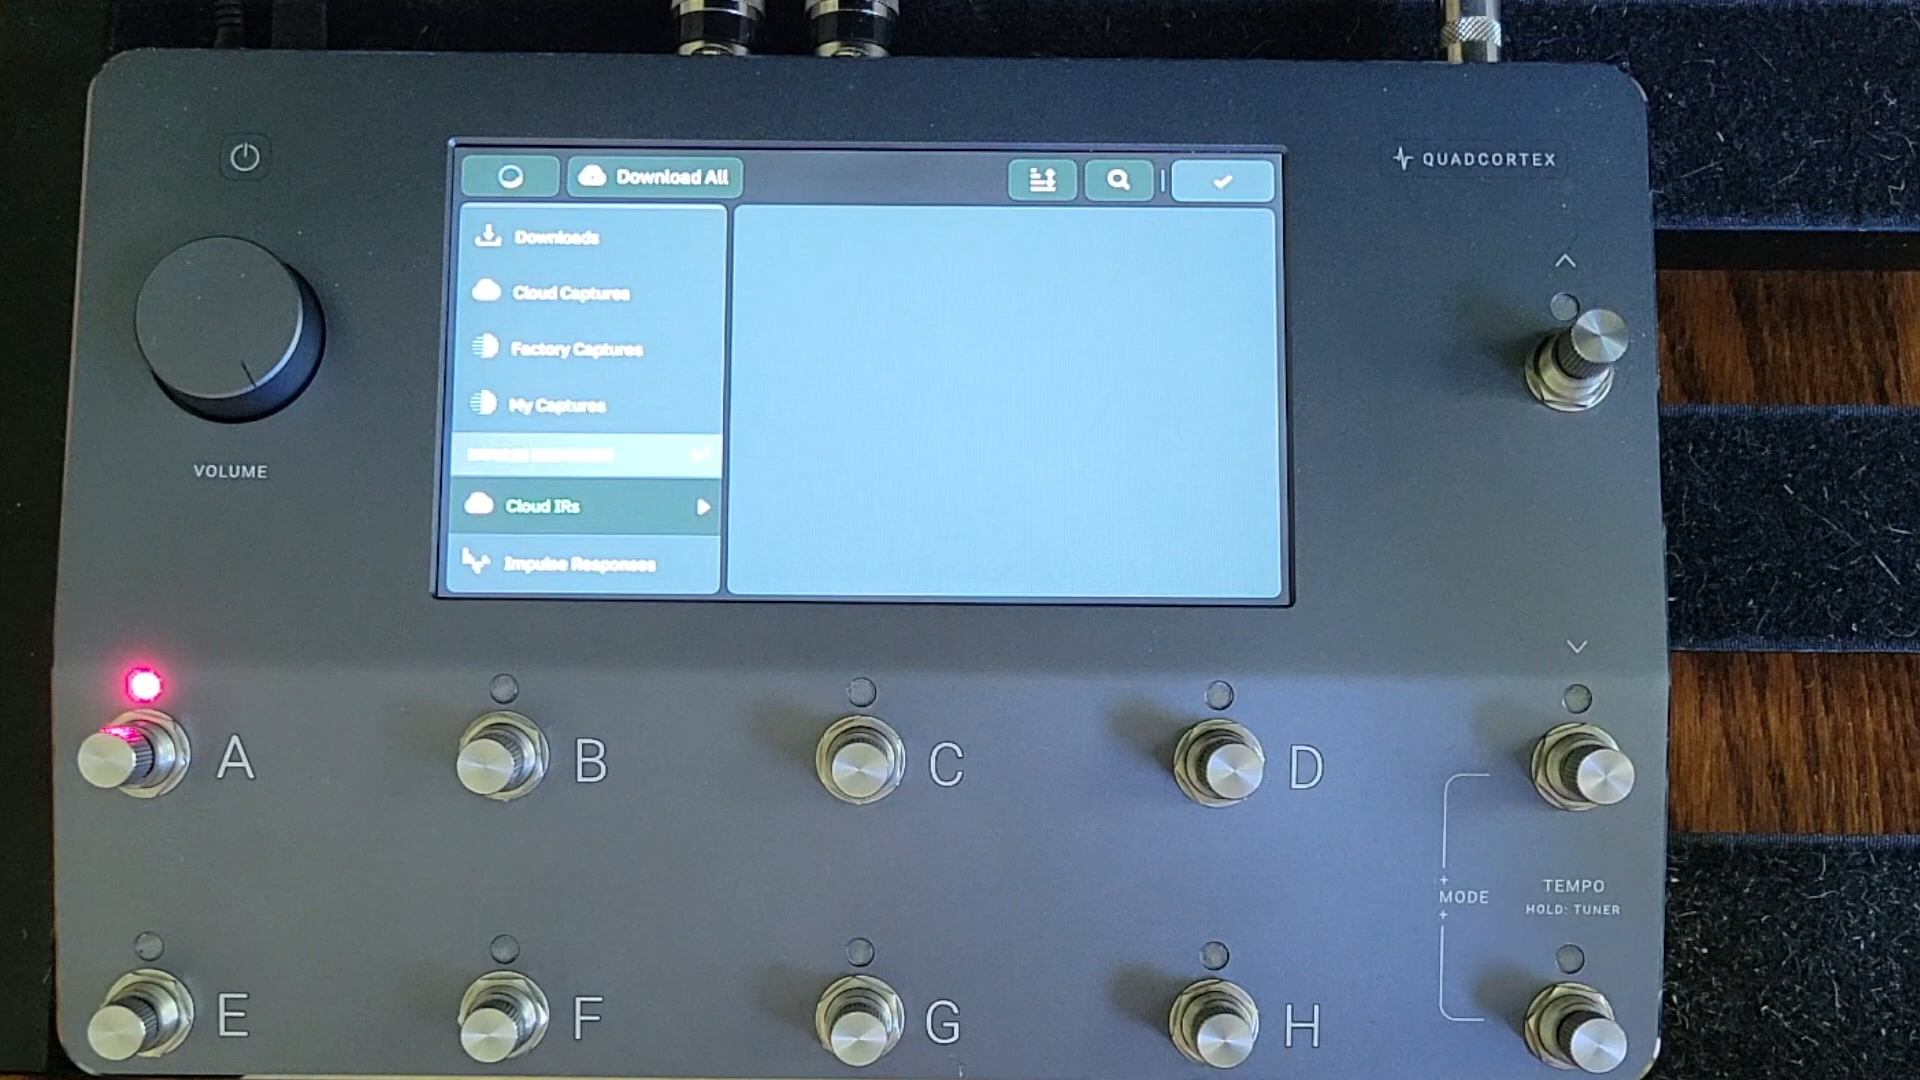 QUADCORTEX
Download All
Downloads
Cloud Captures
Factory Captures
My Captures
Cloud IRs
Impulse Responses
VOLUME
A
B
C
D
MODE
TEMPO
HOLD: TUNER
E
F
G
H